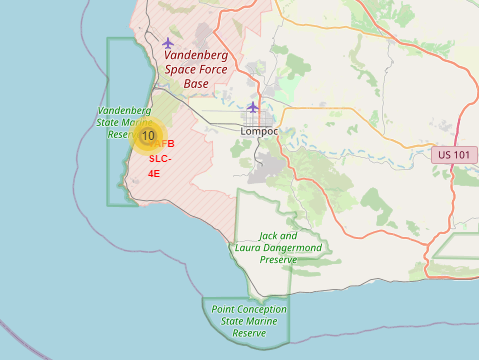 Vandenberg
Space Force
Base
Vandenberg
State Marine
Reserve
10
AFB
SLC-
4E
Lompoc
US 101
Jack and
Laura Dangermond
Preserve
Point Conception
State Marine
Reserve